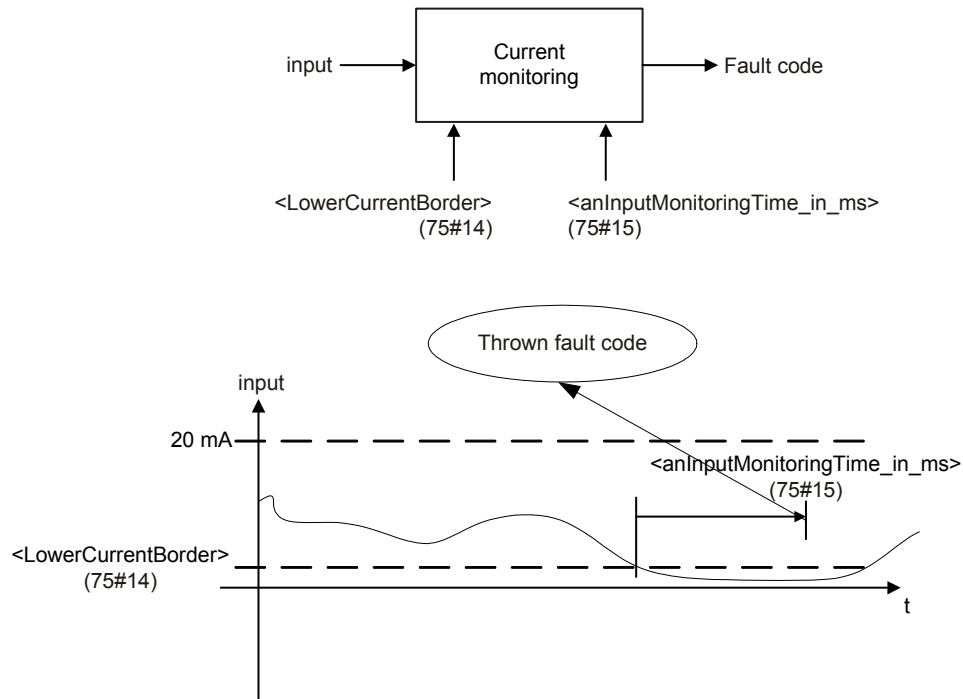 Current
monitoring
input
Fault code
<LowerCurrentBorder>
(75#14)
<anInputMonitoringTime_in_ms>
(75#15)
Thrown fault code
input
20 mA
<anInputMonitoringTime_in_ms>
(75#15)
<LowerCurrentBorder>
(75#14)
t